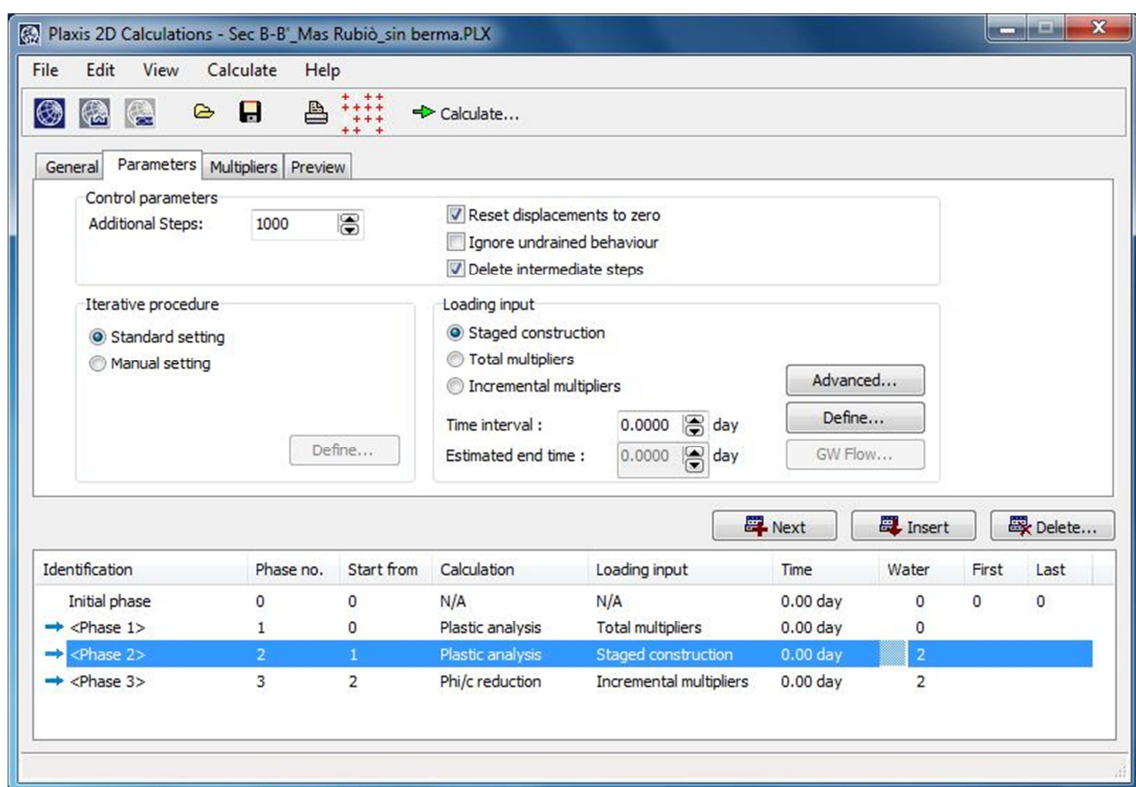 Plaxis 2D Calculations - Sec B-B'_Mas Rubiò_sin berma.PLX
File Edit View Calculate Help
Calculate...
General Parameters Multipliers Preview
Control parameters
Additional Steps: 1000
Reset displacements to zero
Ignore undrained behaviour
Delete intermediate steps
Iterative procedure
Standard setting
Manual setting
Define...
Loading input
Staged construction
Total multipliers
Incremental multipliers
Advanced...
Time interval : 0.0000 day Define...
Estimated end time : 0.0000 day GW Flow...
Next Insert Delete...
Identification Phase no. Start from Calculation Loading input Time Water First Last
Initial phase 0 0 N/A N/A 0.00 day 0 0 0
<Phase 1> 1 0 Plastic analysis Total multipliers 0.00 day 0
<Phase 2> 2 1 Plastic analysis Staged construction 0.00 day 2
<Phase 3> 3 2 Phi/c reduction Incremental multipliers 0.00 day 2